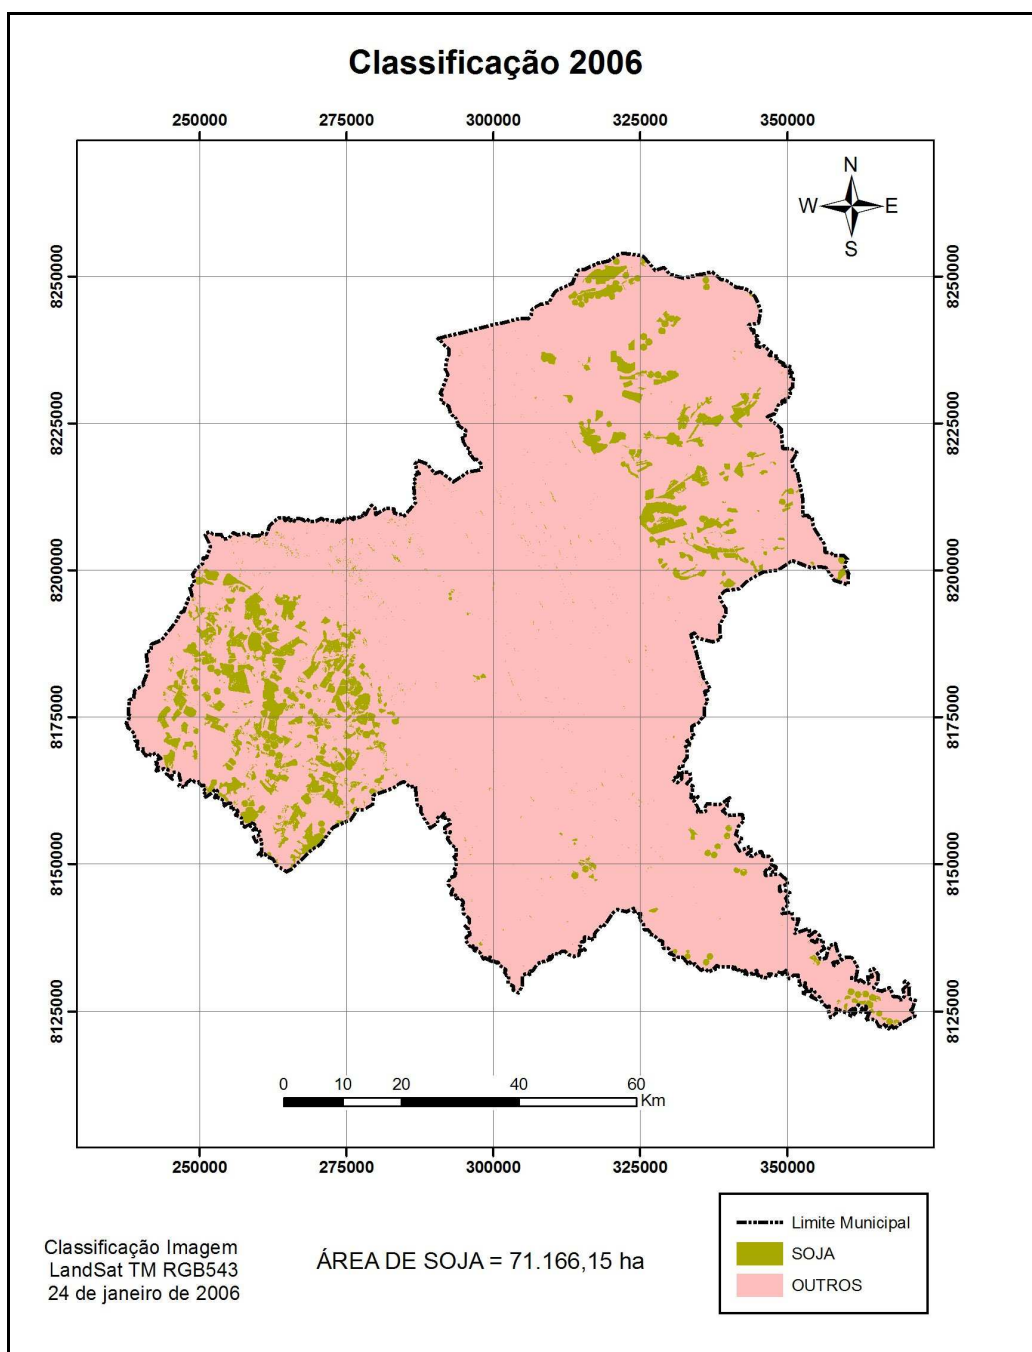 Classificação 2006
250000 275000 300000 325000 350000
N
W E
S
8250000 8250000
8225000 8225000
8200000 8200000
8175000 8175000
8150000 8150000
8125000 8125000
0 10 20 40 60
Km
250000 275000 300000 325000 350000
Limite Municipal
SOJA
OUTROS
Classificação Imagem
LandSat TM RGB543
24 de janeiro de 2006
ÁREA DE SOJA = 71.166,15 ha